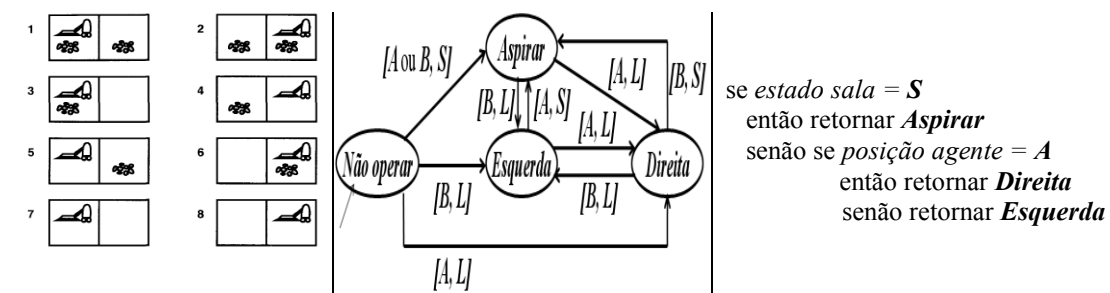 1
2
3
4
5
6
7
8
[A ou B, S]
Aspirar
[A, L]
[B, S]
[B, L]
[A, S]
[A, L]
Não operar
Esquerda
Direita
[B, L]
[B, L]
[A, L]
se estado sala = S
então retornar Aspirar
senão se posição agente = A
então retornar Direita
senão retornar Esquerda